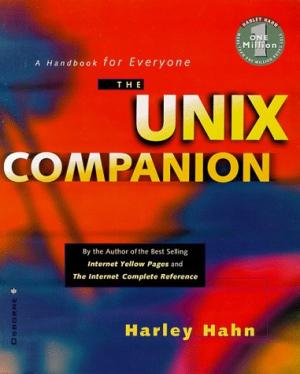 A Handbook for Everyone
HARLEY HAHN
ONE
Million
THE
UNIX
COMPANION
By the Author of the Best Selling
Internet Yellow Pages and
The Internet Complete Reference
OSBORNE
Harley Hahn